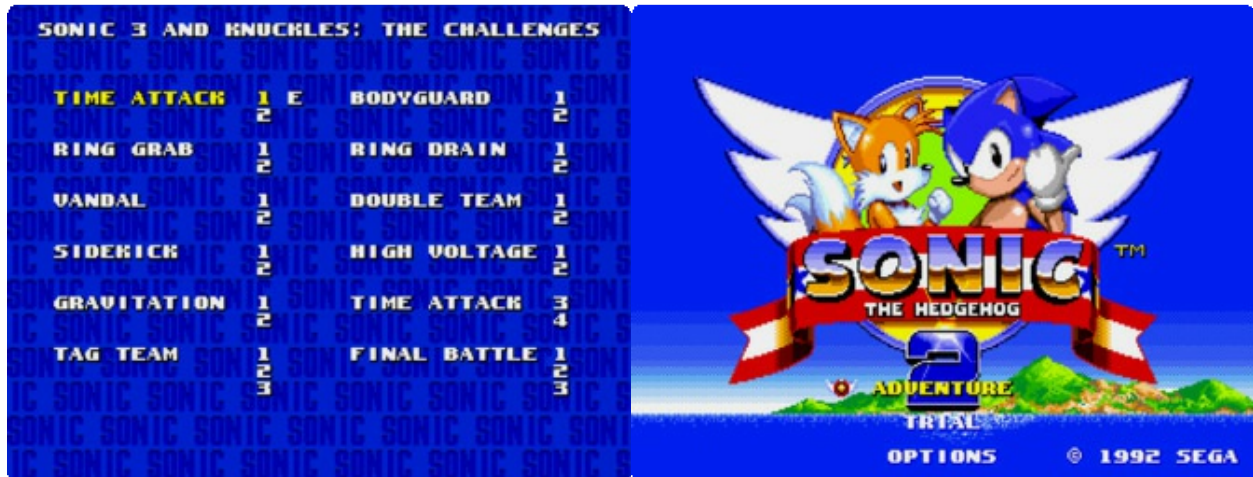 SONIC 3 AND KNUCKLES: THE CHALLENGES
TIME ATTACK 1 E
2
BODYGUARD 1
2
RING GRAB 1
2
RING DRAIN 1
2
VANDAL 1
2
DOUBLE TEAM 1
2
SIDEKICK 1
2
HIGH VOLTAGE 1
2
GRAVITATION 1
2
TIME ATTACK 3
4
TAG TEAM 1
2
3
FINAL BATTLE 1
2
3
SONIC TM
THE HEDGEHOG
2
ADVENTURE
TRIAL
OPTIONS
© 1992 SEGA